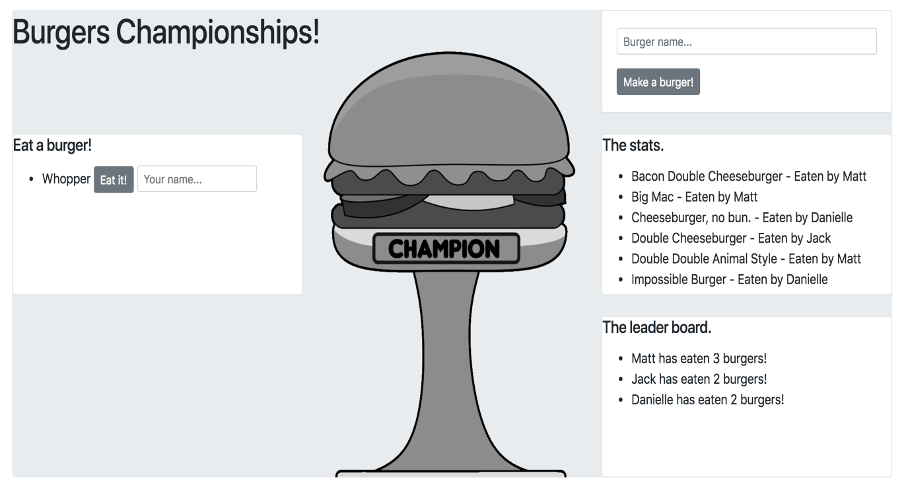 Burgers Championships!
Burger name...
Make a burger!
Eat a burger!
Whopper Eat it! Your name...
CHAMPION
The stats.
Bacon Double Cheeseburger - Eaten by Matt
Big Mac - Eaten by Matt
Cheeseburger, no bun. - Eaten by Danielle
Double Cheeseburger - Eaten by Jack
Double Double Animal Style - Eaten by Matt
Impossible Burger - Eaten by Danielle
The leader board.
Matt has eaten 3 burgers!
Jack has eaten 2 burgers!
Danielle has eaten 2 burgers!